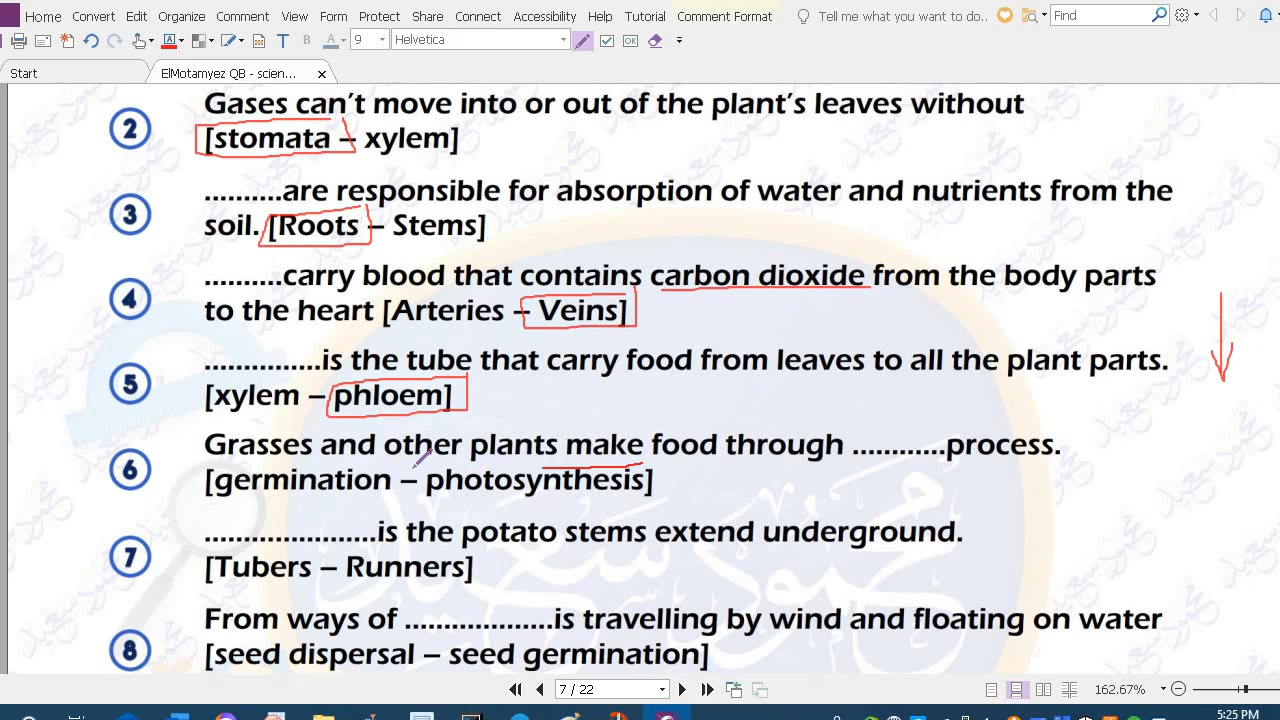 Home Convert Edit Organize Comments View Forms Protect Share Connect Accessibility Help Tutorial Comment Format Tell me what you want to do.. Find
9 Helvetica
Start ElMotamyez QB - scien...
Gases can't move into or out of the plant's leaves without
2 [stomata – xylem]
..........are responsible for absorption of water and nutrients from the
3 soil. [Roots – Stems]
..........carry blood that contains carbon dioxide from the body parts
4 to the heart [Arteries – Veins]
...............is the tube that carry food from leaves to all the plant parts.
5 [xylem – phloem]
Grasses and other plants make food through ............process.
6 [germination – photosynthesis]
......................is the potato stems extend underground.
7 [Tubers – Runners]
From ways of ...................is travelling by wind and floating on water
8 [seed dispersal – seed germination]
7 / 22 162.67%
5:25 PM